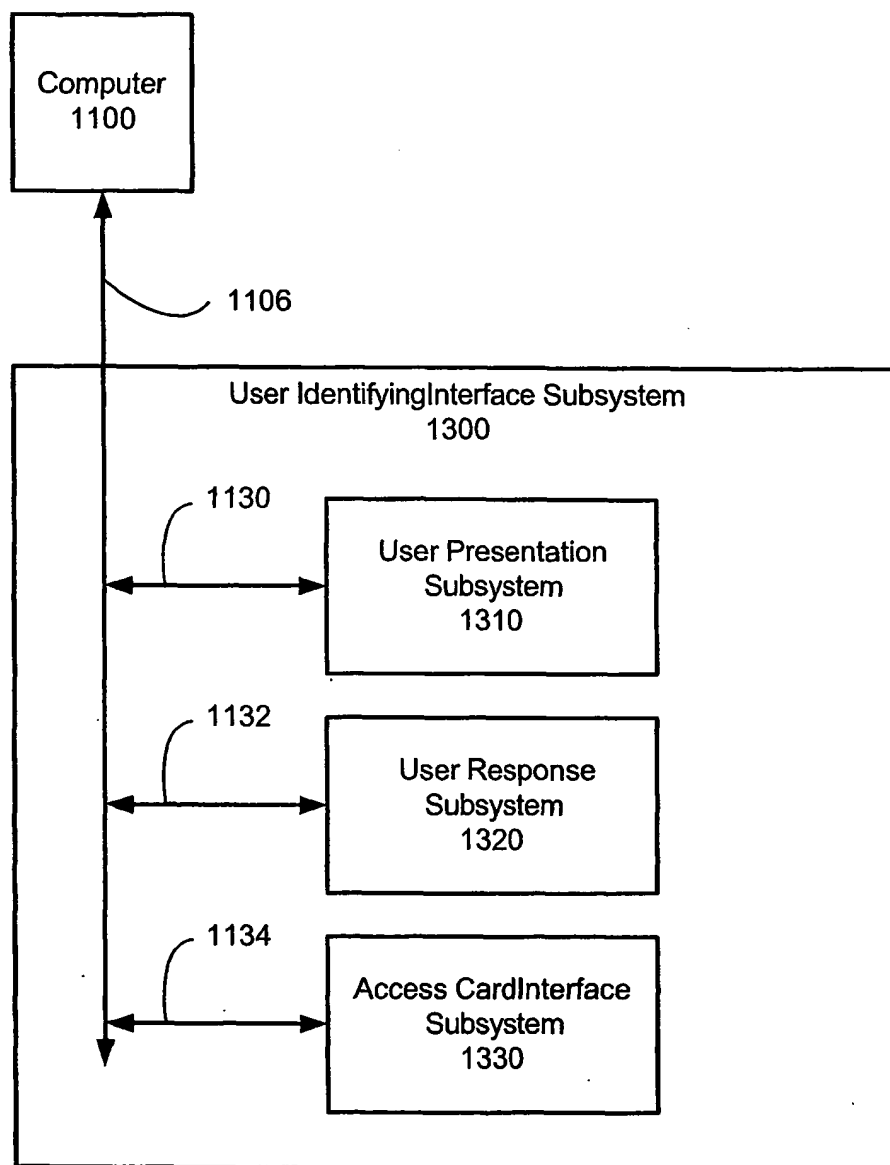 Computer
1100
1106
User IdentifyingInterface Subsystem
1300
1130
User Presentation
Subsystem
1310
1132
User Response
Subsystem
1320
1134
Access CardInterface
Subsystem
1330